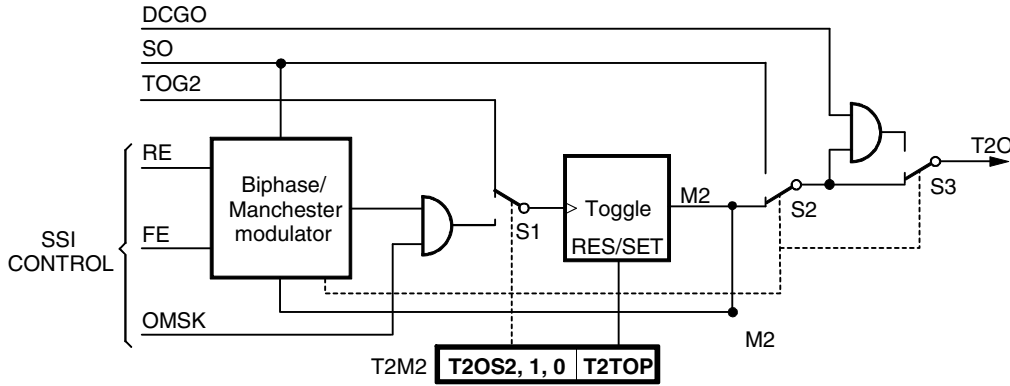 DCGO
SO
TOG2
RE
FE
SSI
CONTROL
OMSK
Biphase/
Manchester
modulator
S1
Toggle
RES/SET
M2
S2
S3
T2O
M2
T2M2
T2OS2, 1, 0
T2TOP